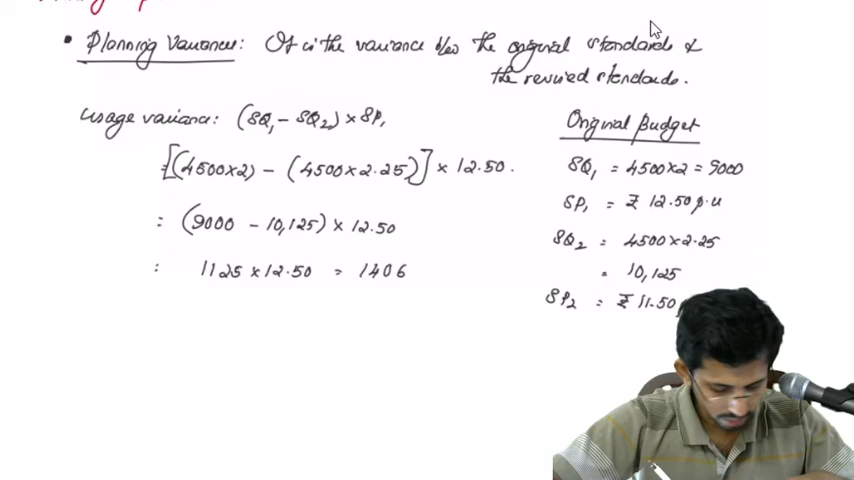 • Planning Variances: It is the variance b/w the original standards &
the revised standards.
Usage variance: (SQ₁ - SQ₂) × SP₁
= [(4500×2) - (4500×2.25)] × 12.50.
: (9000 - 10,125) × 12.50
: 1125 × 12.50 = 1406
Original Budget
SQ₁ = 4500×2 = 9000
SP₁ = ₹ 12.50 p.u
SQ₂ = 4500×2.25
= 10,125
SP₂ = ₹ 11.50